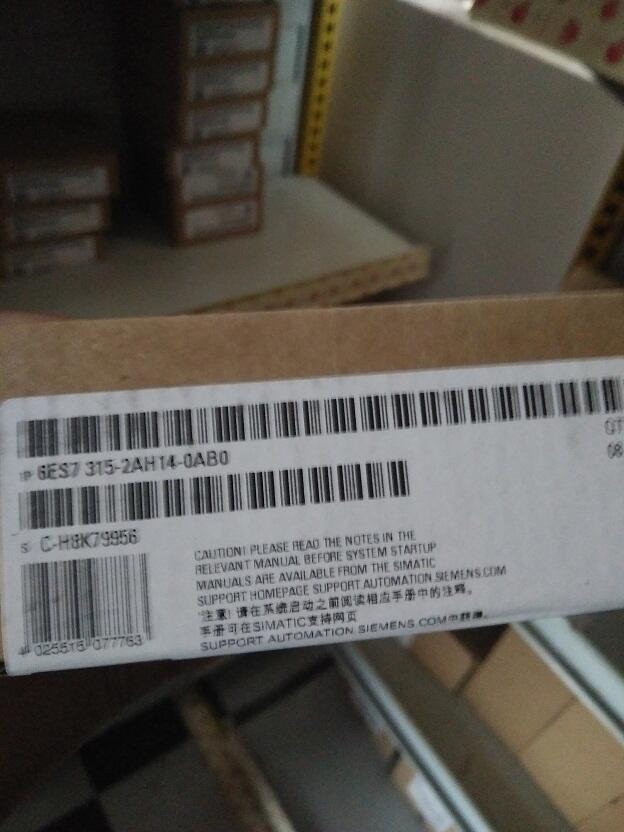 1P 6ES7 315-2AH14-0AB0
S C-H8K79956
4 025515 077763
CAUTION! PLEASE READ THE NOTES IN THE
RELEVANT MANUAL BEFORE SYSTEM STARTUP
MANUALS ARE AVAILABLE FROM THE SIMATIC
SUPPORT HOMEPAGE SUPPORT.AUTOMATION.SIEMENS.COM
注意! 请在系统启动之前阅读相应手册中的注释。
手册可在SIMATIC支持网页
SUPPORT AUTOMATION.SIEMENS.COM中获得。
QT
08